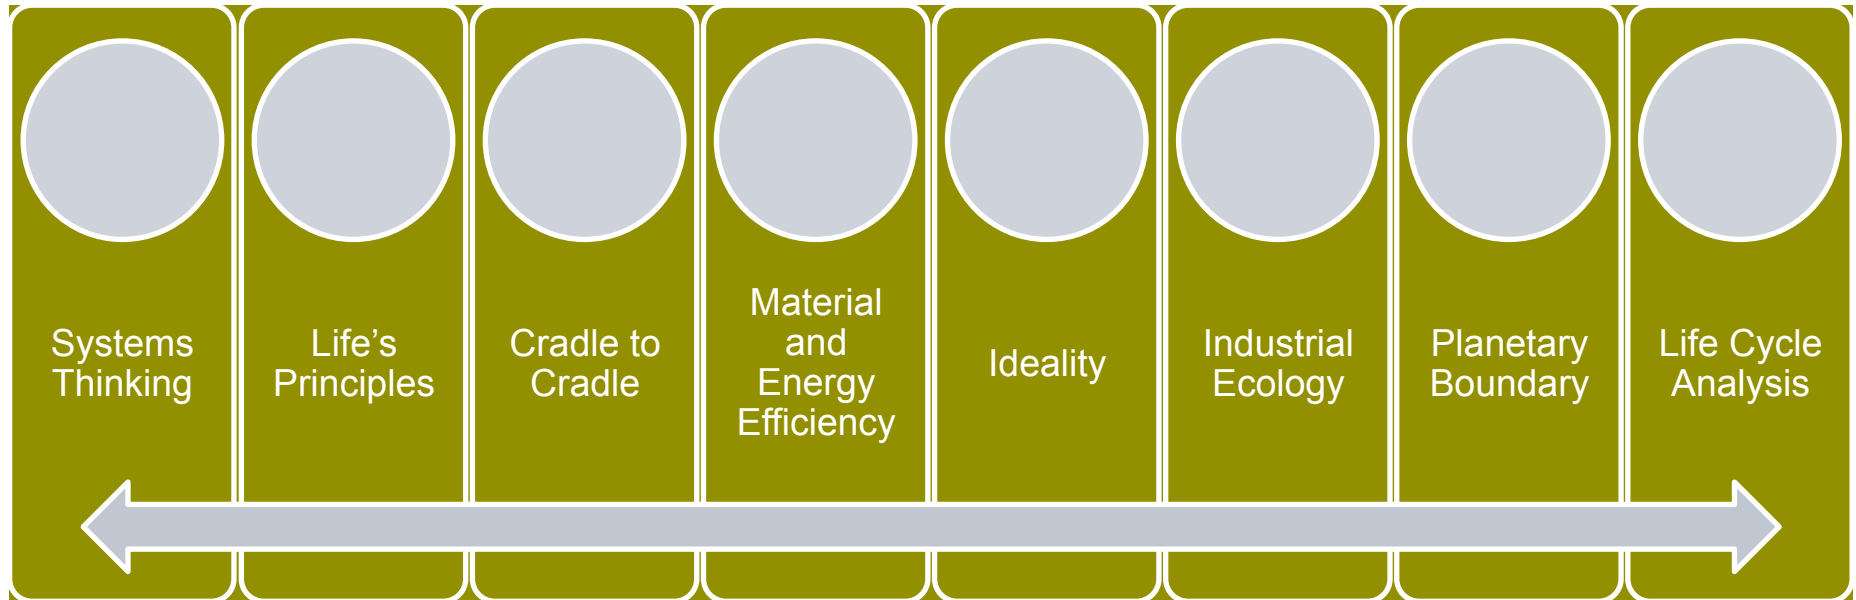 Systems
Thinking
Life’s
Principles
Cradle to
Cradle
Material
and
Energy
Efficiency
Ideality
Industrial
Ecology
Planetary
Boundary
Life Cycle
Analysis